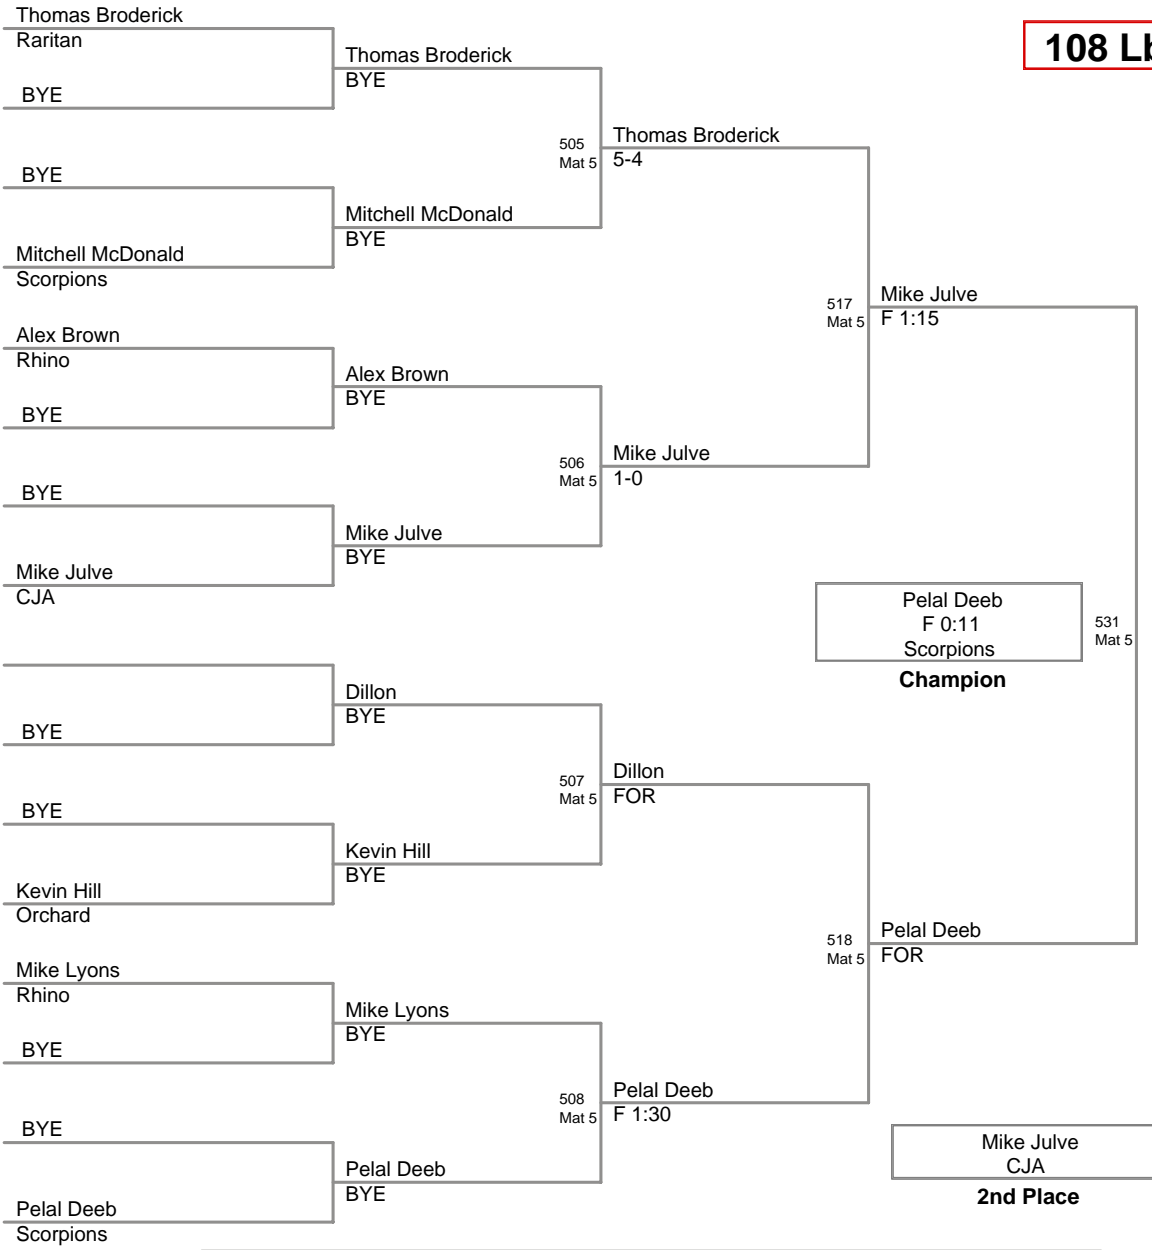 Thomas Broderick
Raritan
108 Lb
Thomas Broderick
BYE
BYE
Thomas Broderick
505
Mat 5
5-4
BYE
Mitchell McDonald
BYE
Mitchell McDonald
Scorpions
Mike Julve
517
Mat 5
F 1:15
Alex Brown
Rhino
Alex Brown
BYE
BYE
Mike Julve
506
Mat 5
1-0
BYE
Mike Julve
BYE
Mike Julve
CJA
Pelal Deeb
F 0:11
Scorpions
531
Mat 5
Champion
Dillon
BYE
BYE
Dillon
507
Mat 5
FOR
BYE
Kevin Hill
BYE
Kevin Hill
Orchard
Pelal Deeb
518
Mat 5
FOR
Mike Lyons
Rhino
Mike Lyons
BYE
BYE
Pelal Deeb
508
Mat 5
F 1:30
BYE
Mike Julve
CJA
2nd Place
Pelal Deeb
BYE
Pelal Deeb
Scorpions